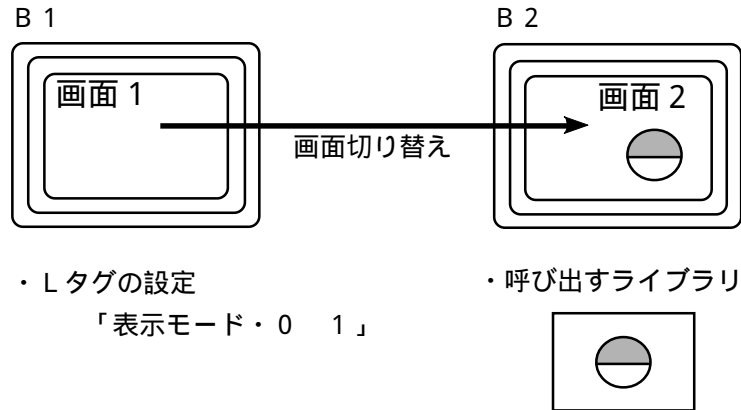 B 1
B 2
画面 1
画面 2
画面切り替え
・Lタグの設定
「表示モード・0　1」
・呼び出すライブラリ